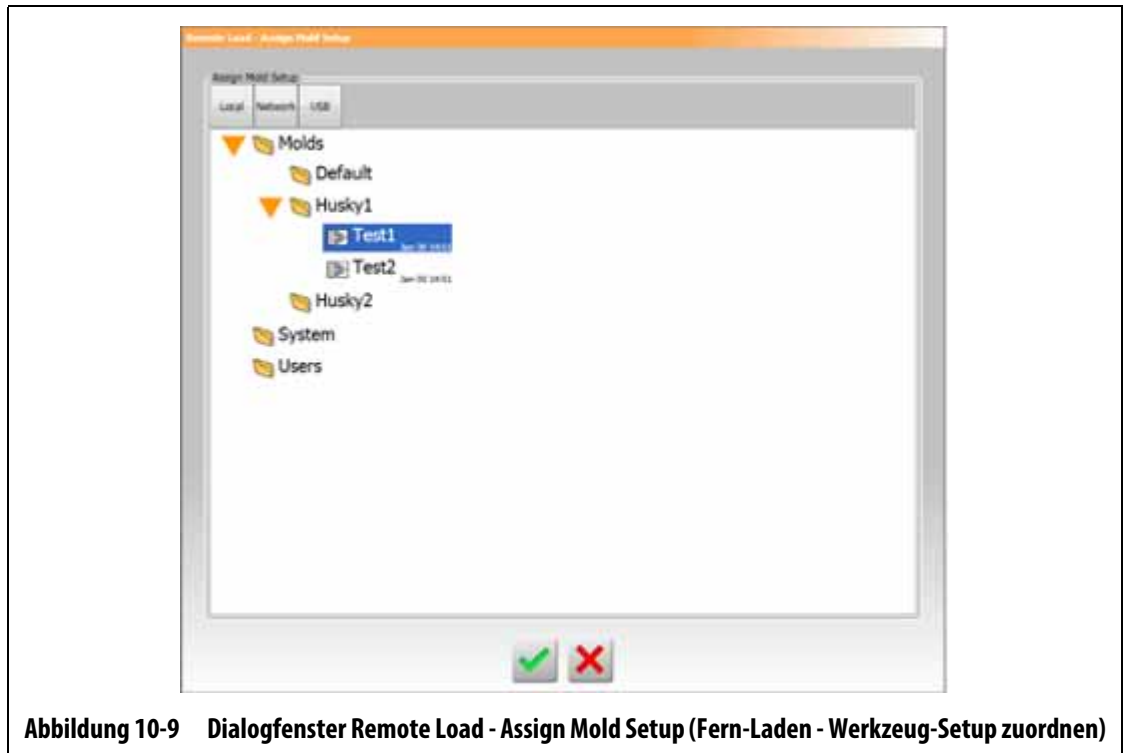 Remote Load - Assign Mold Setup
Assign Mold Setup
Local Network USB
Molds
Default
Husky1
Test1
Test2
Husky2
System
Users
Abbildung 10-9 Dialogfenster Remote Load - Assign Mold Setup (Fern-Laden - Werkzeug-Setup zuordnen)